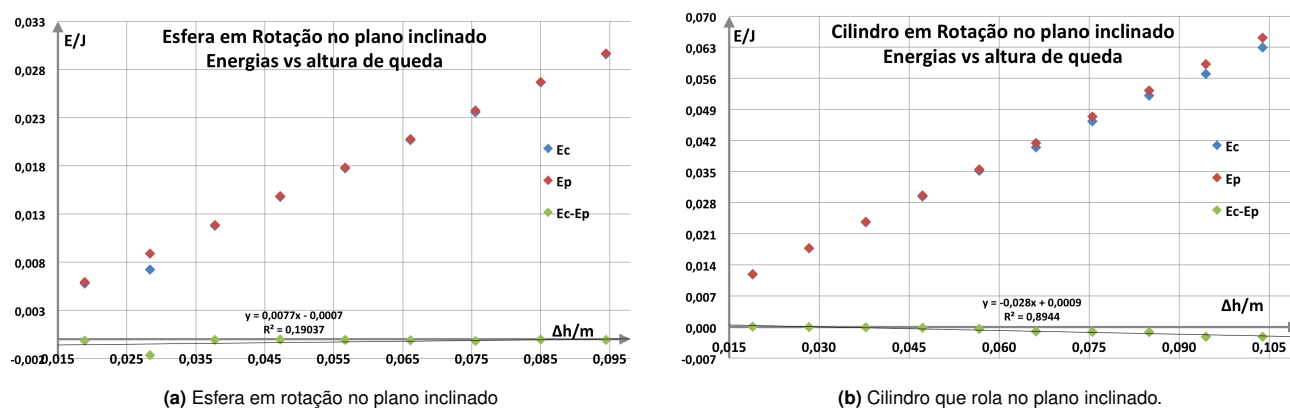 0,033
E/J
Esfera em Rotação no plano inclinado
Energias vs altura de queda
0,028
0,023
Ec
0,018
Ep
0,013
Ec-Ep
0,008
0,003
y = 0,0077x - 0,0007
R² = 0,19037
Δh/m
-0,002
0,015
0,025
0,035
0,045
0,055
0,065
0,075
0,085
0,095
(a) Esfera em rotação no plano inclinado
0,070
E/J
Cilindro em Rotação no plano inclinado
Energias vs altura de queda
0,063
0,056
0,049
0,042
Ec
0,035
Ep
0,028
Ec-Ep
0,021
0,014
0,007
y = -0,028x + 0,0009
R² = 0,8944
Δh/m
0,000
-0,007
0,015
0,030
0,045
0,060
0,075
0,090
0,105
(b) Cilindro que rola no plano inclinado.